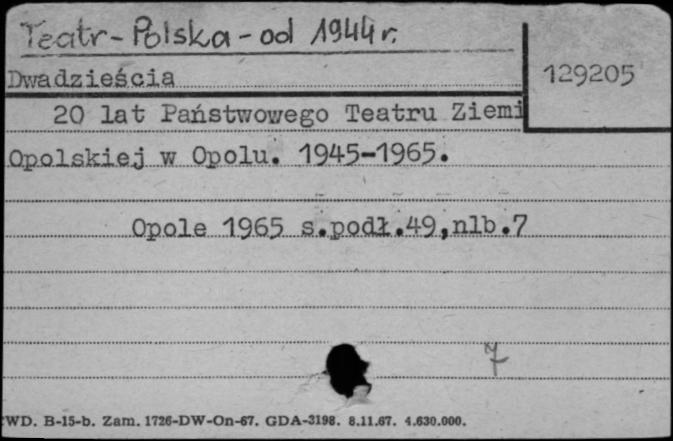 Teatr - Polska - od 1944 r.
Dwadzieścia
129205
20 lat Państwowego Teatru Ziemi
Opolskiej w Opolu. 1945-1965.
Opole 1965 s.podł.49,nlb.7
7
WD. B-15-b. Zam. 1726-DW-On-67. GDA-3198. 8.11.67. 4.630.000.